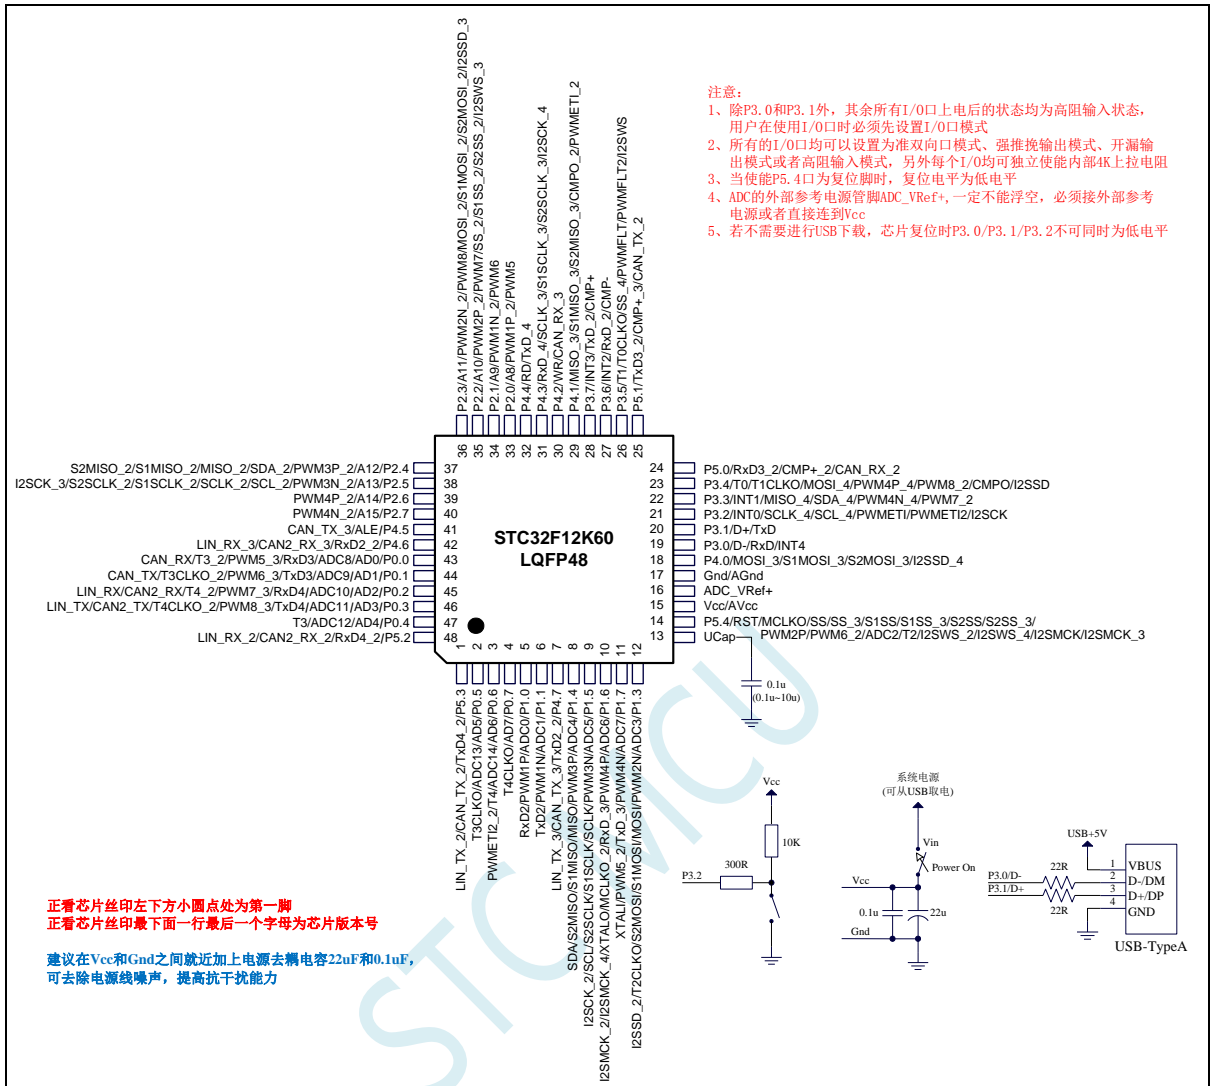 P2.3/A11/PWM2N_2/PWM8/MOSI_2/S1MOSI_2/S2MOSI_2/I2SSD_3
P2.2/A10/PWM2P_2/PWM7/SS_2/S1SS_2/S2SS_2/I2SWS_3
P2.1/A9/PWM1N_2/PWM6
P2.0/A8/PWM1P_2/PWM5
P4.4/RD/TxD_4
P4.3/RxD_4/SCLK_3/S1SCLK_3/S2SCLK_3/I2SCK_4
P4.2/WR/CAN_RX_3
P4.1/MISO_3/S1MISO_3/S2MISO_3/CMPO_2/PWMETI_2
P3.7/INT3/TxD_2/CMP+
P3.6/INT2/RxD_2/CMP-
P3.5/T1/T0CLKO/SS_4/PWMFLT/PWMFLT2/I2SWS
P5.1/TxD3_2/CMP+_3/CAN_TX_2
36 35 34 33 32 31 30 29 28 27 26 25
注意:
1、除P3.0和P3.1外，其余所有I/O口上电后的状态均为高阻输入状态，
用户在使用I/O口时必须先设置I/O口模式
2、所有的I/O口均可以设置为准双向口模式、强推挽输出模式、开漏输
出模式或者高阻输入模式，另外每个I/O均可独立使能内部4K上拉电阻
3、当使能P5.4口为复位脚时，复位电平为低电平
4、ADC的外部参考电源管脚ADC_VRef+,一定不能浮空，必须接外部参考
电源或者直接连到Vcc
5、若不需要进行USB下载，芯片复位时P3.0/P3.1/P3.2不可同时为低电平
S2MISO_2/S1MISO_2/MISO_2/SDA_2/PWM3P_2/A12/P2.4 37
I2SCK_3/S2SCLK_2/S1SCLK_2/SCLK_2/SCL_2/PWM3N_2/A13/P2.5 38
PWM4P_2/A14/P2.6 39
PWM4N_2/A15/P2.7 40
CAN_TX_3/ALE/P4.5 41
LIN_RX_3/CAN2_RX_3/RxD2_2/P4.6 42
CAN_RX/T3_2/PWM5_3/RxD3/ADC8/AD0/P0.0 43
CAN_TX/T3CLKO_2/PWM6_3/TxD3/ADC9/AD1/P0.1 44
LIN_RX/CAN2_RX/T4_2/PWM7_3/RxD4/ADC10/AD2/P0.2 45
LIN_TX/CAN2_TX/T4CLKO_2/PWM8_3/TxD4/ADC11/AD3/P0.3 46
T3/ADC12/AD4/P0.4 47
LIN_RX_2/CAN2_RX_2/RxD4_2/P5.2 48
STC32F12K60
LQFP48
24 P5.0/RxD3_2/CMP+_2/CAN_RX_2
23 P3.4/T0/T1CLKO/MOSI_4/PWM4P_4/PWM8_2/CMPO/I2SSD
22 P3.3/INT1/MISO_4/SDA_4/PWM4N_4/PWM7_2
21 P3.2/INT0/SCLK_4/SCL_4/PWMETI/PWMETI2/I2SCK
20 P3.1/D+/TxD
19 P3.0/D-/RxD/INT4
18 P4.0/MOSI_3/S1MOSI_3/S2MOSI_3/I2SSD_4
17 Gnd/AGnd
16 ADC_VRef+
15 Vcc/AVcc
14 P5.4/RST/MCLKO/SS/SS_3/S1SS/S1SS_3/S2SS/S2SS_3/
PWM2P/PWM6_2/ADC2/T2/I2SWS_2/I2SWS_4/I2SMCK/I2SMCK_3
13 UCap
0.1u
(0.1u~10u)
1 2 3 4 5 6 7 8 9 10 11 12
LIN_TX_2/CAN_TX_2/TxD4_2/P5.3
T3CLKO/ADC13/AD5/P0.5
PWMETI2_2/T4/ADC14/AD6/P0.6
T4CLKO/AD7/P0.7
RxD2/PWM1P/ADC0/P1.0
TxD2/PWM1N/ADC1/P1.1
LIN_TX_3/CAN_TX_3/TxD2_2/P4.7
SDA/S2MISO/S1MISO/MISO/PWM3P/ADC4/P1.4
I2SCK_2/SCL/S2SCLK/S1SCLK/SCLK/PWM3N/ADC5/P1.5
I2SMCK_2/I2SMCK_4/XTALO/MCLKO_2/RxD_3/PWM4P/ADC6/P1.6
XTALI/PWM5_2/TxD_3/PWM4N/ADC7/P1.7
I2SSD_2/T2CLKO/S2MOSI/S1MOSI/MOSI/PWM2N/ADC3/P1.3
Vcc
10K
300R
P3.2
系统电源
(可从USB取电)
Vin
Power On
Vcc
0.1u
22u
Gnd
USB+5V
P3.0/D-
P3.1/D+
22R
22R
1 VBUS
2 D-/DM
3 D+/DP
4 GND
USB-TypeA
正看芯片丝印左下方小圆点处为第一脚
正看芯片丝印最下面一行最后一个字母为芯片版本号
建议在Vcc和Gnd之间就近加上电源去耦电容22uF和0.1uF，
可去除电源线噪声，提高抗干扰能力
STC MCU